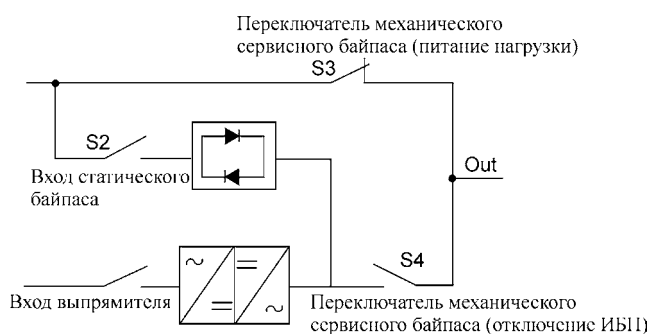 Переключатель механического
сервисного байпаса (питание нагрузки)
S3
S2
Вход статического
байпаса
Out
S4
Вход выпрямителя
Переключатель механического
сервисного байпаса (отключение ИБП)